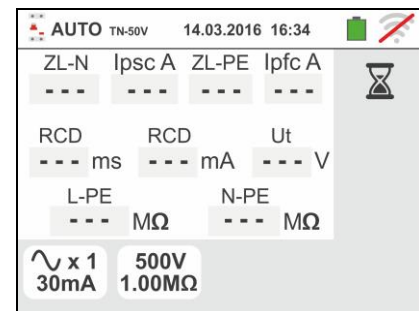 AUTO TN-50V 14.03.2016 16:34
ZL-N Ipsc A ZL-PE Ipfc A
--- --- --- ---
RCD RCD Ut
--- ms --- mA --- V
L-PE N-PE
--- MΩ --- MΩ
x 1 500V
30mA 1.00MΩ